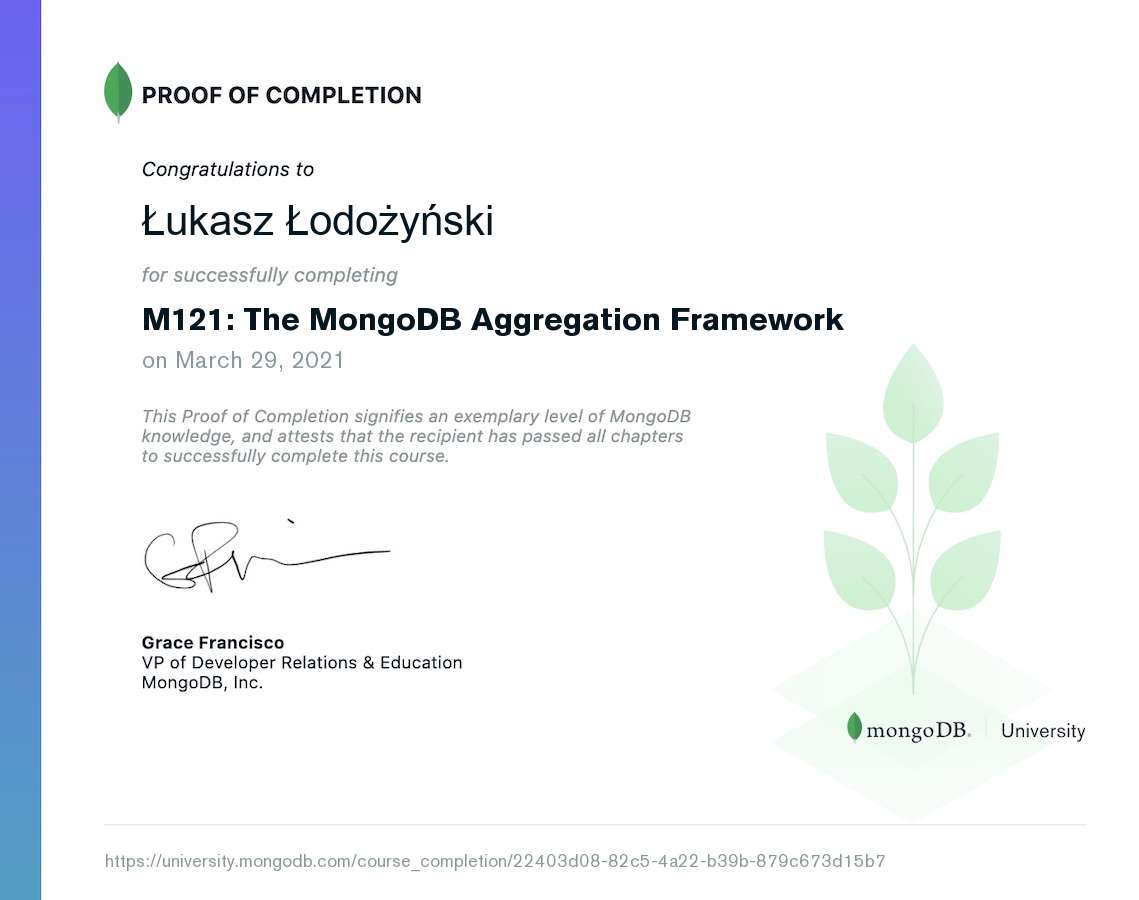 PROOF OF COMPLETION
Congratulations to
Łukasz Łodożyński
for successfully completing
M121: The MongoDB Aggregation Framework
on March 29, 2021
This Proof of Completion signifies an exemplary level of MongoDB
knowledge, and attests that the recipient has passed all chapters
to successfully complete this course.
Grace Francisco
VP of Developer Relations & Education
MongoDB, Inc.
mongoDB. University
https://university.mongodb.com/course_completion/22403d08-82c5-4a22-b39b-879c673d15b7